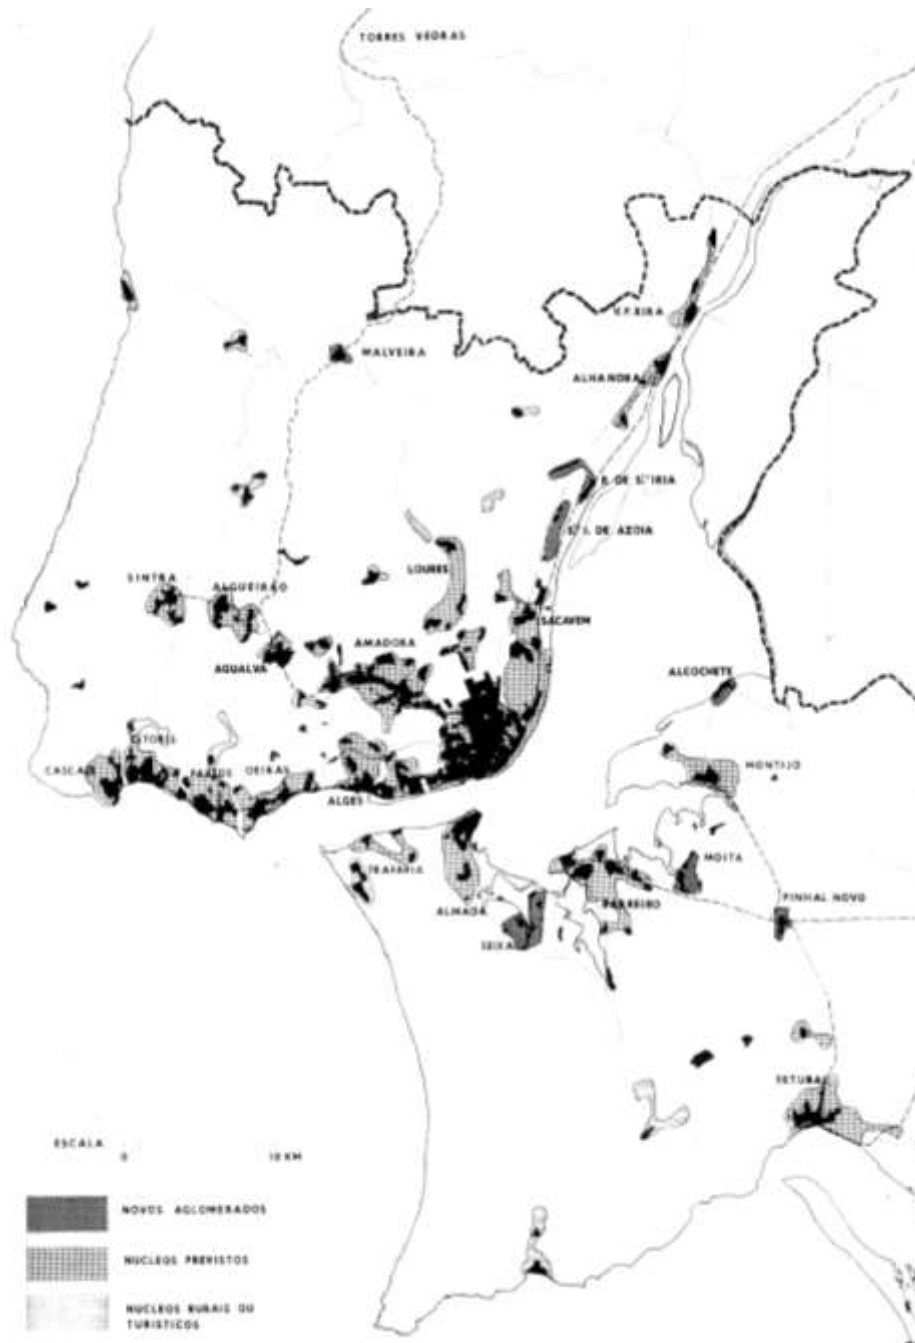 TORRES VEDRAS
V.F. XIRA
MALVEIRA
ALHANDRA
P. DE Stª IRIA
Stª I. DE AZOIA
LOURES
SINTRA
ALGUEIRÃO
SACAVEM
AMADORA
AGUALVA
ALCOCHETE
ESTORIL
CASCAIS
OEIRAS
MONTIJO
ALGES
MOITA
TRAFARIA
PINHAL NOVO
BARREIRO
ALMADA
SEIXAL
SETUBAL
ESCALA
0 10 KM
NOVOS AGLOMERADOS
NUCLEOS PREVISTOS
NUCLEOS RURAIS OU
TURISTICOS